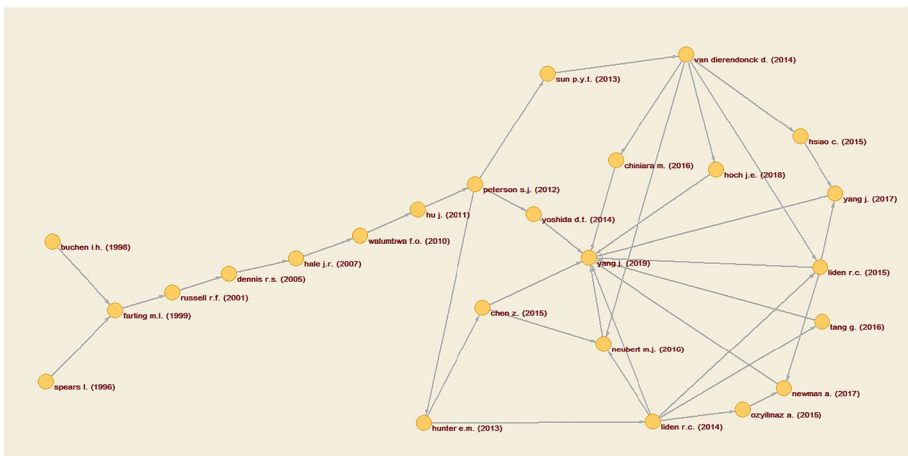 van dierendonck d. (2014)
sun p.y.t. (2013)
hsiao c. (2015)
chiniara m. (2016)
hoch j.e. (2018)
peterson s.j. (2012)
yang j. (2017)
hu j. (2011)
yoshida d.t. (2014)
walumbwa f.o. (2010)
buchen i.h. (1998)
hale j.r. (2007)
yang j. (2019)
liden r.c. (2015)
dennis r.s. (2005)
russell r.f. (2001)
farling m.l. (1999)
chen z. (2015)
tang g. (2016)
neubert m.j. (2016)
spears l. (1996)
newman a. (2017)
ozyilmaz a. (2015)
hunter e.m. (2013)
liden r.c. (2014)